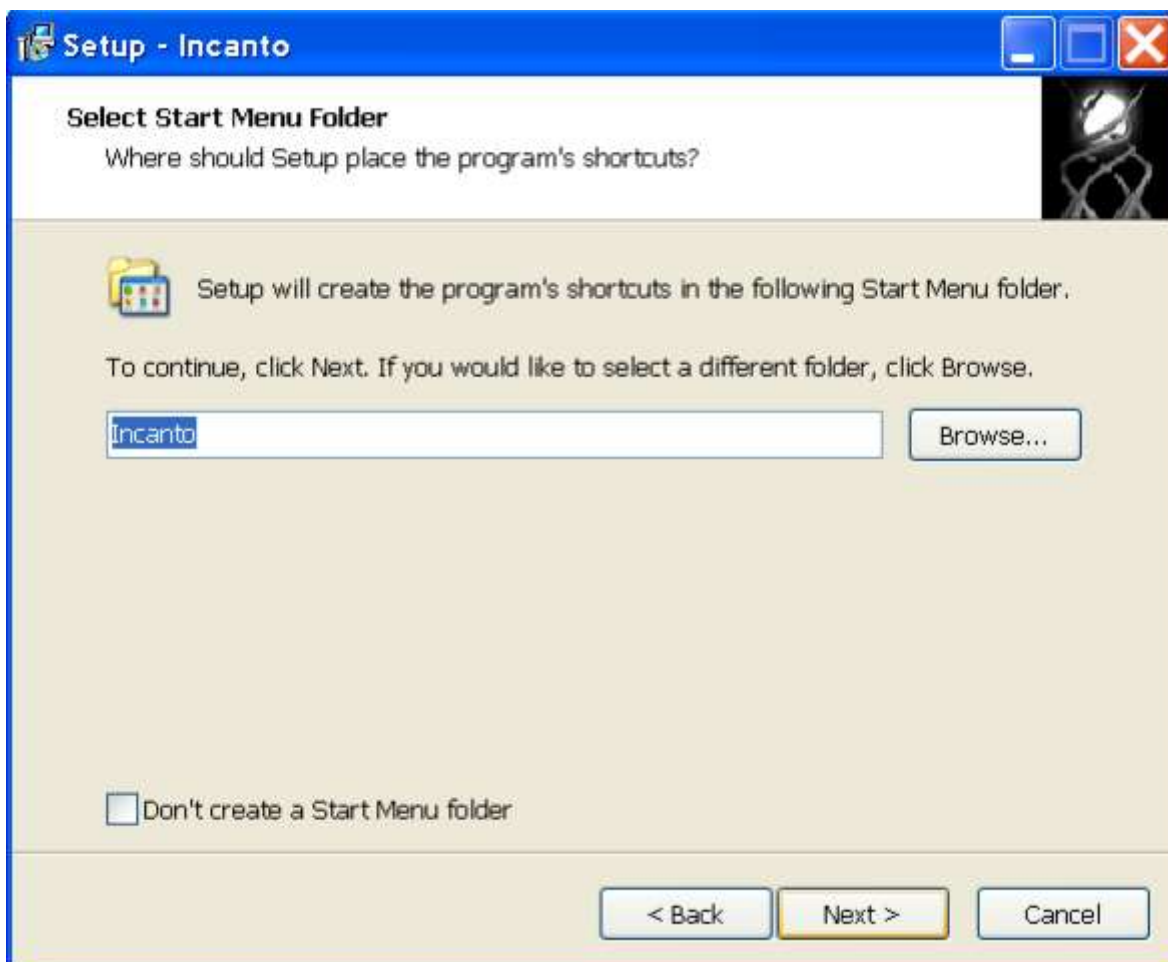 Setup - Incanto
Select Start Menu Folder
Where should Setup place the program's shortcuts?
Setup will create the program's shortcuts in the following Start Menu folder.
To continue, click Next. If you would like to select a different folder, click Browse.
Incanto
Browse...
Don't create a Start Menu folder
< Back
Next >
Cancel